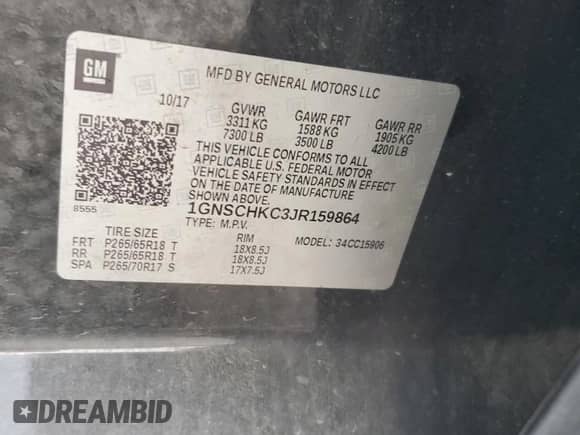 GM
MFD BY GENERAL MOTORS LLC
10/17 GVWR GAWR FRT GAWR RR
3311 KG 1588 KG 1905 KG
7300 LB 3500 LB 4200 LB
THIS VEHICLE CONFORMS TO ALL
APPLICABLE U.S. FEDERAL MOTOR
VEHICLE SAFETY STANDARDS IN EFFECT
ON THE DATE OF MANUFACTURE
SHOWN ABOVE.
8555
1GNSCHKC3JR159864
TYPE: M.P.V. MODEL: 34CC15906
TIRE SIZE RIM
FRT P265/65R18 T 18X8.5J
RR P265/65R18 T 18X8.5J
SPA P265/70R17 S 17X7.5J
DREAMBID